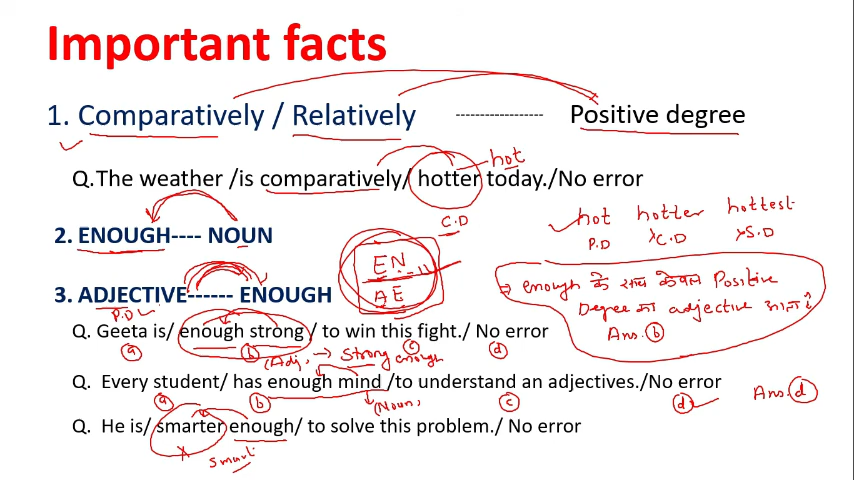 Important facts
1. Comparatively / Relatively ------------------ Positive degree
hot
Q.The weather /is comparatively/ hotter today./No error
C.D
hot hotter hottest
P.D C.D S.D
2. ENOUGH---- NOUN
EN
AE
3. ADJECTIVE------ ENOUGH
P.D
enough के साथ केवल Positive
Degree का adjective आता है
Ans. b
Q. Geeta is/ enough strong / to win this fight./ No error
a b c d
(Adj, → strong enough
Q. Every student/ has enough mind /to understand an adjectives./No error
a b (Noun, c d
Ans. d
Q. He is/ smarter enough/ to solve this problem./ No error
smart